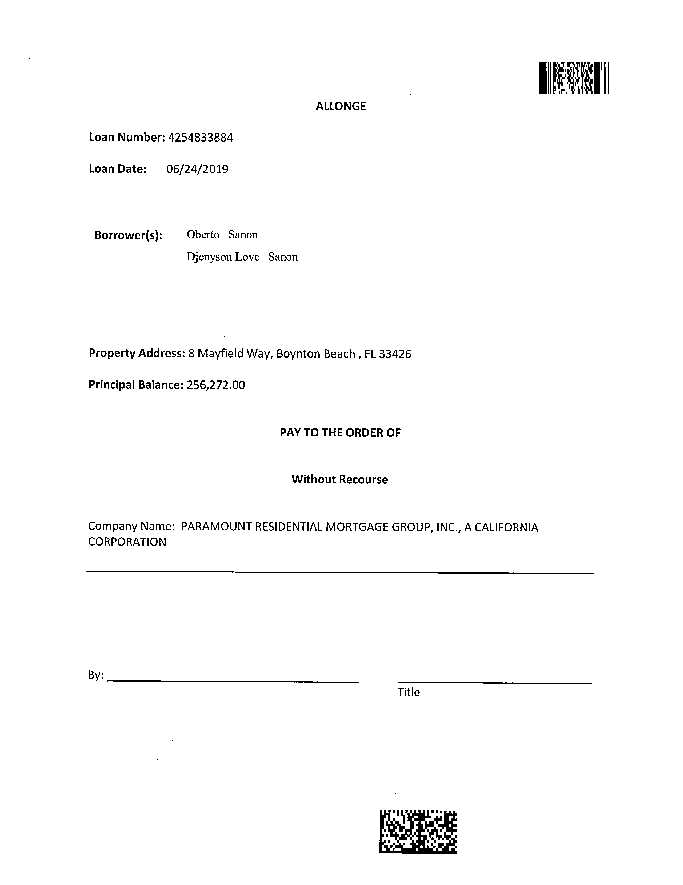 ALLONGE
Loan Number: 4254833884
Loan Date: 06/24/2019
Borrower(s): Oberto Sanon
Djenyson Love Sanon
Property Address: 8 Mayfield Way, Boynton Beach , FL 33426
Principal Balance: 256,272.00
PAY TO THE ORDER OF
Without Recourse
Company Name: PARAMOUNT RESIDENTIAL MORTGAGE GROUP, INC., A CALIFORNIA
CORPORATION
By:
Title